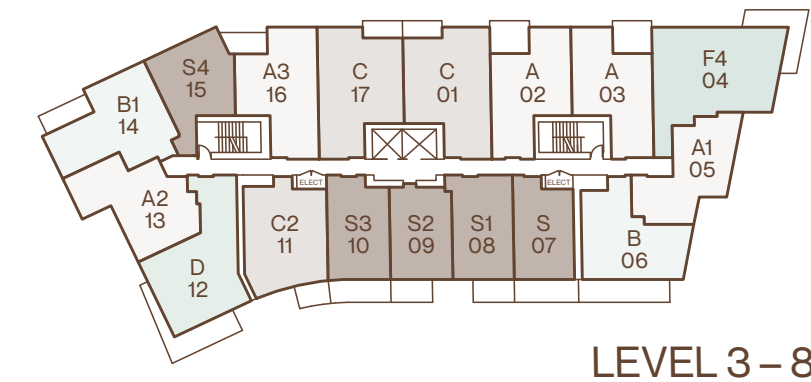 S4
15
A3
16
C
17
C
01
A
02
A
03
F4
04
B1
14
A1
05
A2
13
ELECT
ELECT
C2
11
S3
10
S2
09
S1
08
S
07
B
06
D
12
LEVEL 3 – 8